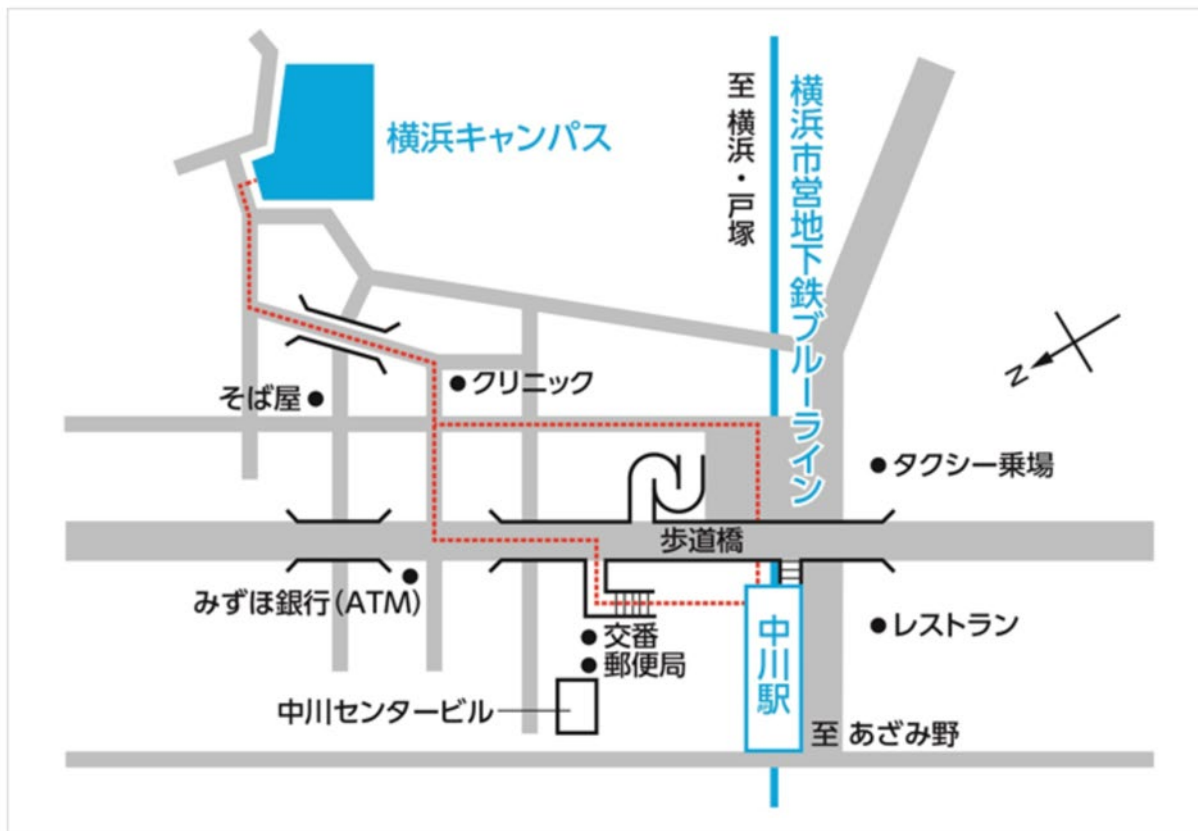 横浜キャンパス
至 横浜・戸塚
横浜市営地下鉄ブルーライン
N
クリニック
そば屋
タクシー乗場
歩道橋
みずほ銀行(ATM)
交番
郵便局
中川センタービル
中川駅
レストラン
至 あざみ野